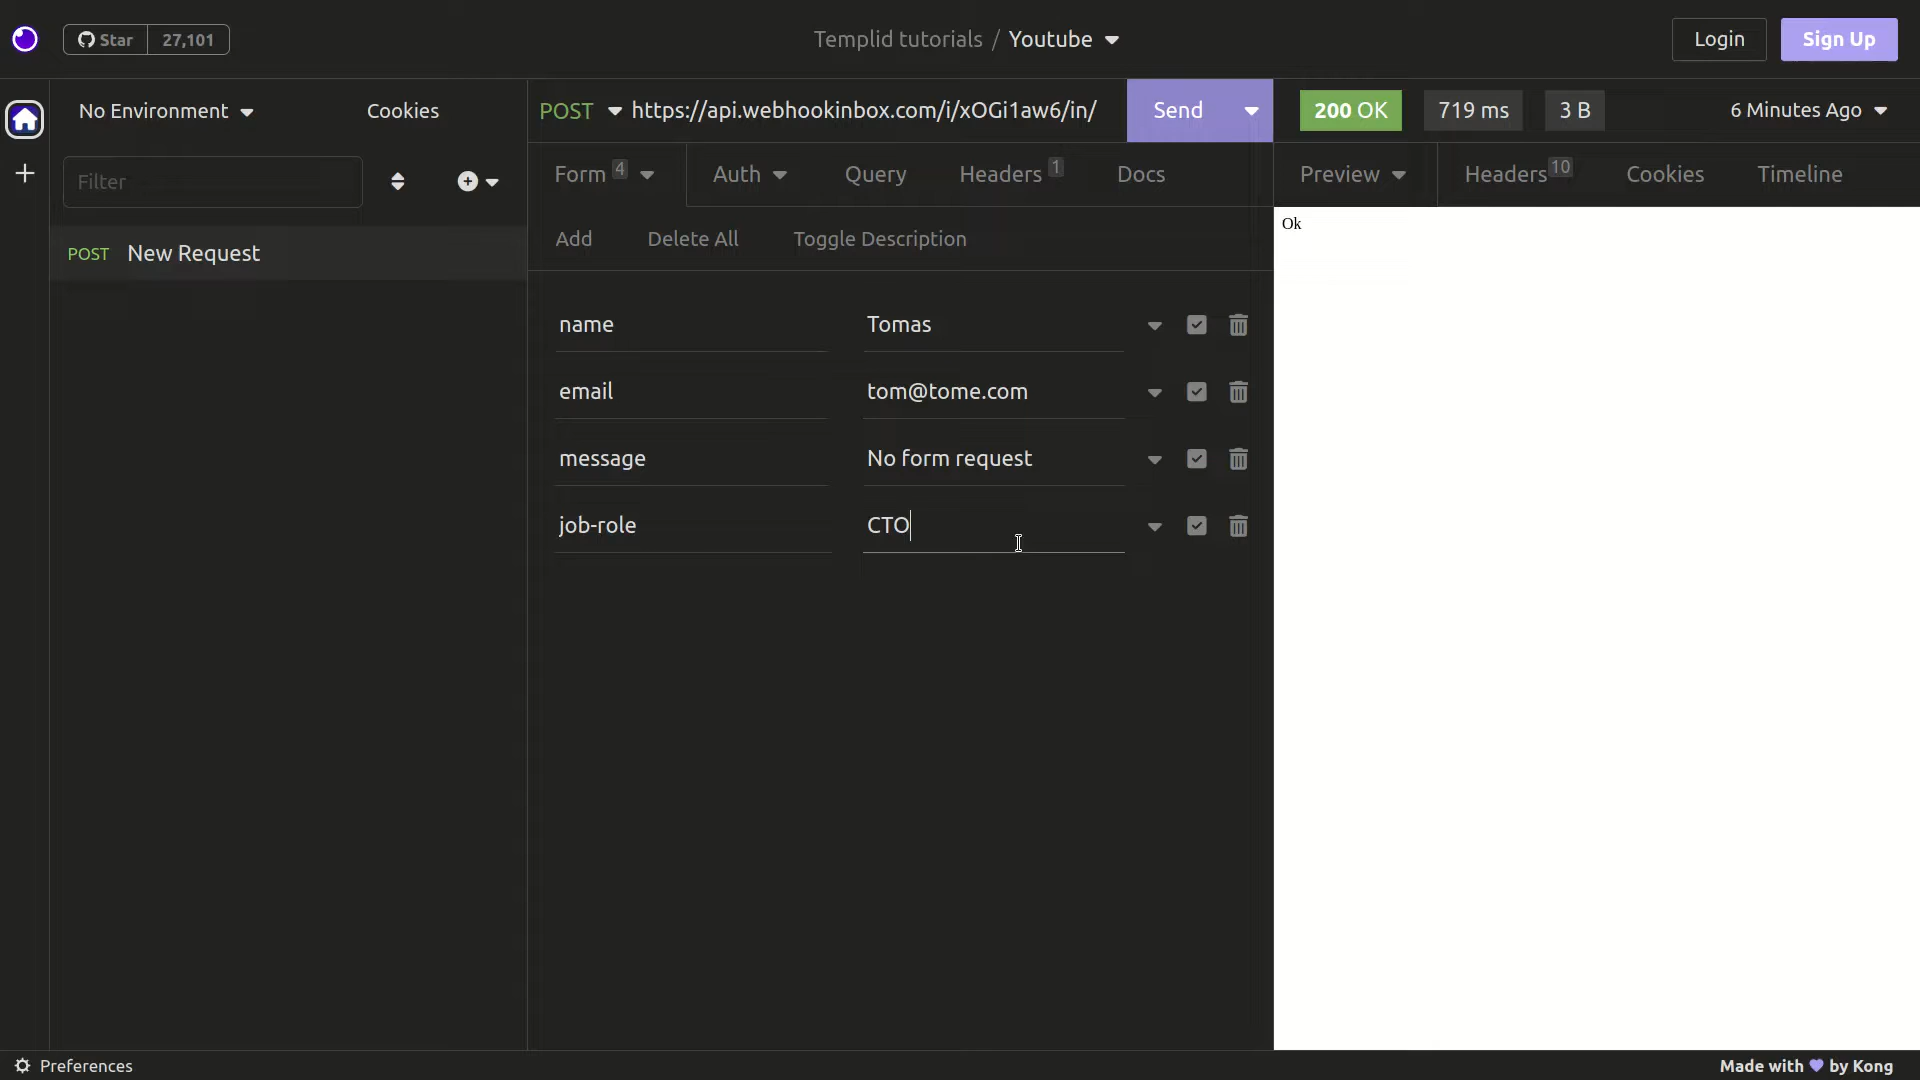 Star 27,101
Templid tutorials / Youtube
Login
Sign Up
No Environment
Cookies
POST https://api.webhookinbox.com/i/xOGi1aw6/in/
Send
200 OK
719 ms
3 B
6 Minutes Ago
Filter
Form 4
Auth
Query
Headers 1
Docs
Preview
Headers 10
Cookies
Timeline
Add
Delete All
Toggle Description
Ok
POST New Request
name Tomas
email tom@tome.com
message No form request
job-role CTO
Preferences
Made with 💜 by Kong